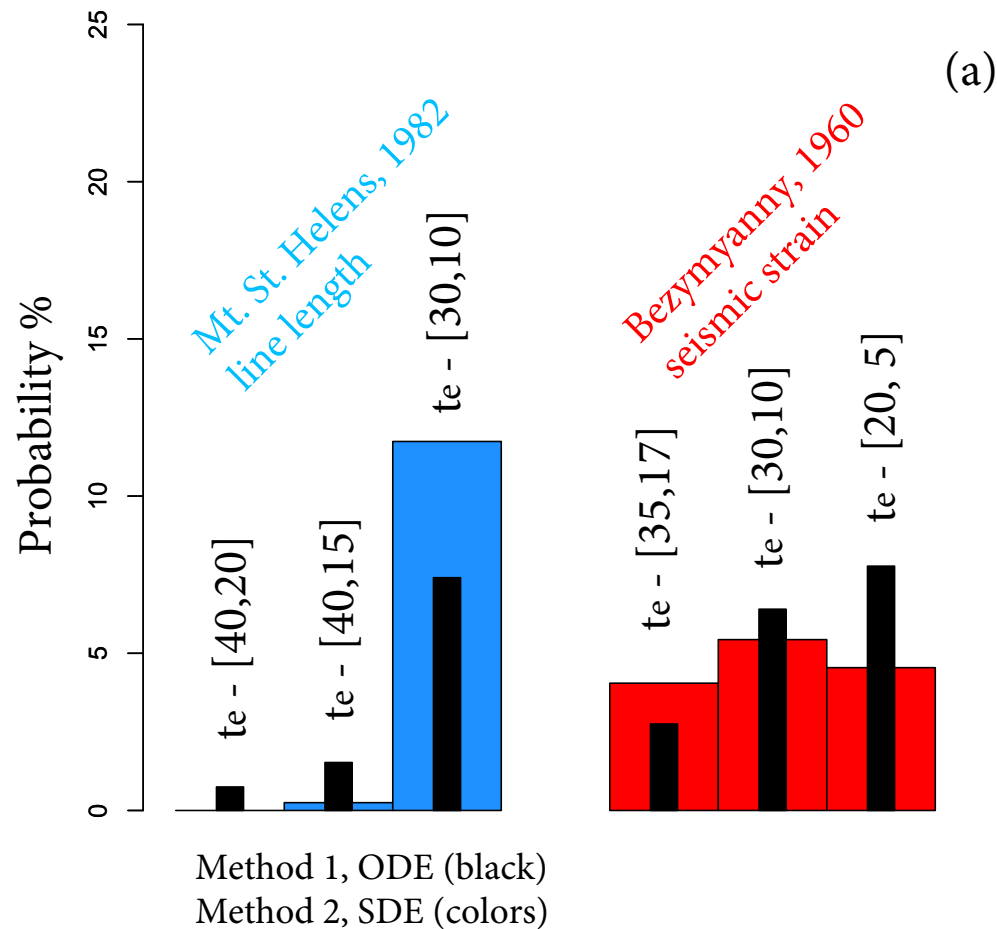 (a)
25
20
15
10
5
0
Probability %
Mt. St. Helens, 1982
line length
Bezymyanny, 1960
seismic strain
te - [40,20]
te - [40,15]
te - [30,10]
te - [35,17]
te - [30,10]
te - [20, 5]
Method 1, ODE (black)
Method 2, SDE (colors)